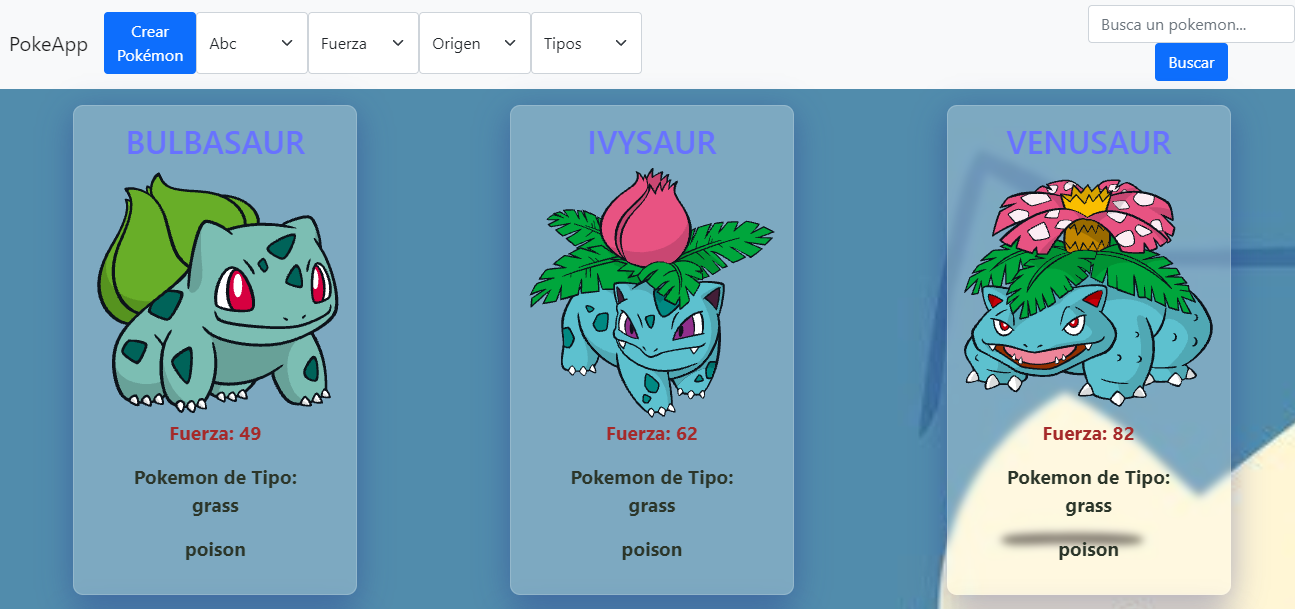 PokeApp
Crear
Pokémon
Abc
Fuerza
Origen
Tipos
Busca un pokemon...
Buscar
BULBASAUR
Fuerza: 49
Pokemon de Tipo:
grass
poison
IVYSAUR
Fuerza: 62
Pokemon de Tipo:
grass
poison
VENUSAUR
Fuerza: 82
Pokemon de Tipo:
grass
poison